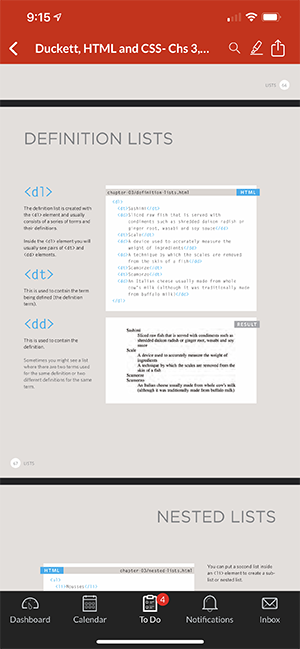 9:15
Duckett, HTML and CSS- Chs 3,...
LISTS 66
DEFINITION LISTS
<dl>
The definition list is created with
the <dl> element and usually
consists of a series of terms and
their definitions.
Inside the <dl> element you will
usually see pairs of <dt> and
<dd> elements.
<dt>
This is used to contain the term
being defined (the definition
term).
<dd>
This is used to contain the
definition.
Sometimes you might see a list
where there are two terms used
for the same definition or two
different definitions for the same
term.
chapter-03/definition-lists.html HTML
<dl>
<dt>Sashimi</dt>
<dd>Sliced raw fish that is served with
condiments such as shredded daikon radish or
ginger root, wasabi and soy sauce</dd>
<dt>Scale</dt>
<dd>A device used to accurately measure the
weight of ingredients</dd>
<dd>A technique by which the scales are removed
from the skin of a fish</dd>
<dt>Scamorze</dt>
<dt>Scamorzo</dt>
<dd>An Italian cheese usually made from whole
cow's milk (although it was traditionally made
from buffalo milk)</dd>
</dl>
RESULT
Sashimi
Sliced raw fish that is served with condiments such as
shredded daikon radish or ginger root, wasabi and soy
sauce
Scale
A device used to accurately measure the weight of
ingredients
A technique by which the scales are removed from the
skin of a fish
Scamorze
Scamorzo
An Italian cheese usually made from whole cow's milk
(although it was traditionally made from buffalo milk)
67 LISTS
NESTED LISTS
HTML chapter-03/nested-lists.html
<ul>
<li>Mousses</li>
You can put a second list inside
an <li> element to create a sub-
list or nested list.
4
Dashboard
Calendar
To Do
Notifications
Inbox